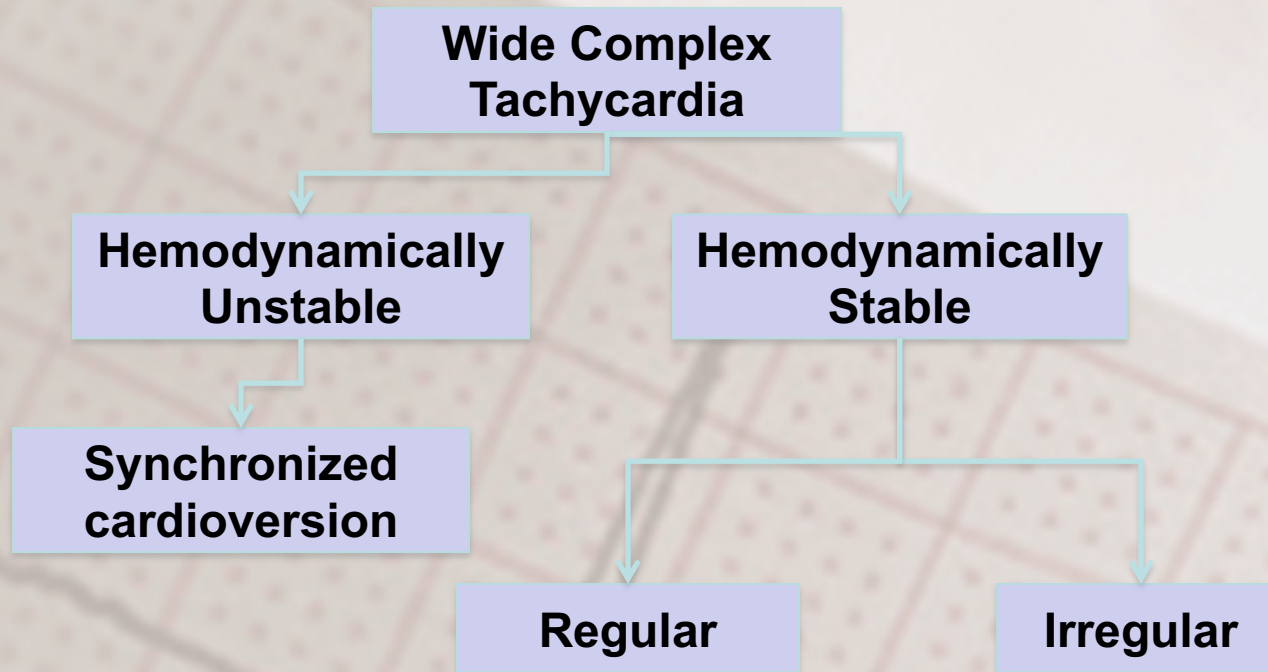 Wide Complex
Tachycardia
Hemodynamically
Unstable
Hemodynamically
Stable
Synchronized
cardioversion
Regular
Irregular